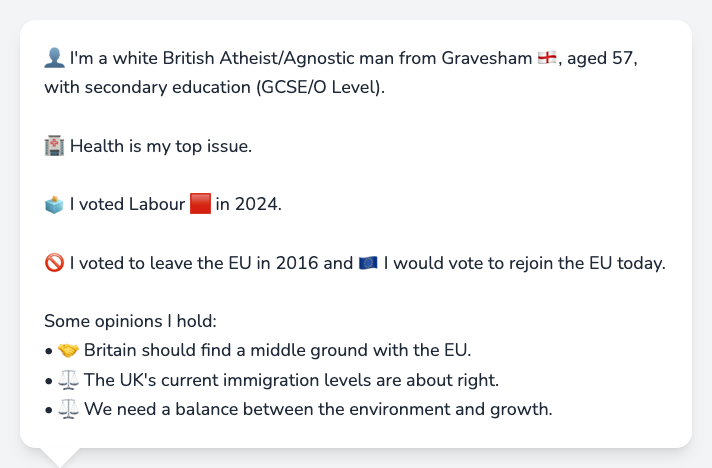 👤 I'm a white British Atheist/Agnostic man from Gravesham 🏴󠁧󠁢󠁥󠁮󠁧󠁿, aged 57,
with secondary education (GCSE/O Level).
🏥 Health is my top issue.
🗳️ I voted Labour 🟥 in 2024.
🚫 I voted to leave the EU in 2016 and 🇪🇺 I would vote to rejoin the EU today.
Some opinions I hold:
• 🤝 Britain should find a middle ground with the EU.
• ⚖️ The UK's current immigration levels are about right.
• ⚖️ We need a balance between the environment and growth.